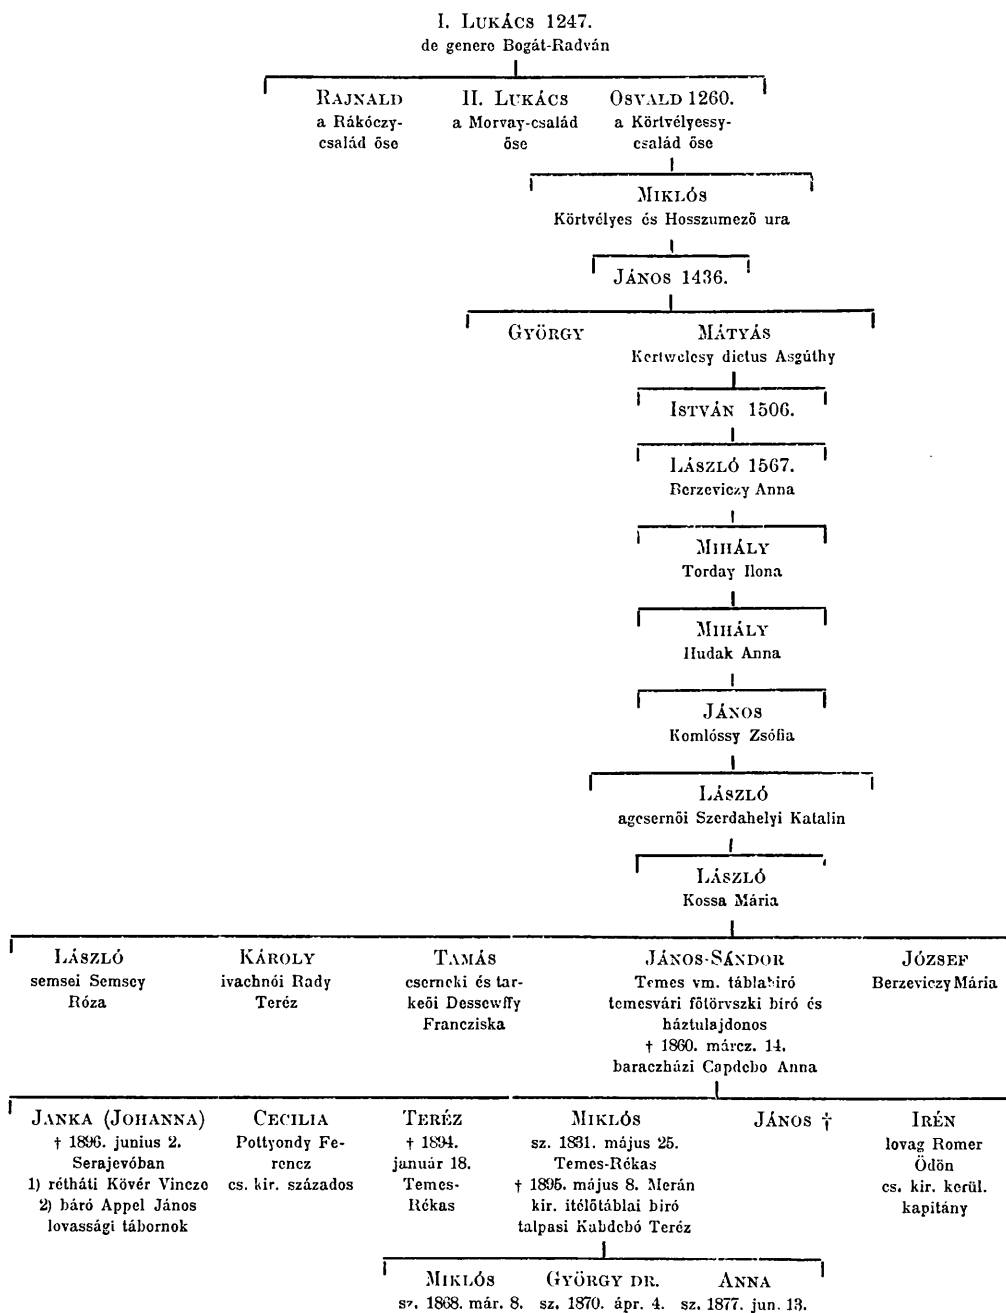 I. LUKÁCS 1247.
de genere Bogát-Radván
RAJNALD
a Rákóczy-
család őse
II. LUKÁCS
a Morvay-család
őse
OSVALD 1260.
a Körtvélyessy-
család őse
MIKLÓS
Körtvélyes és Hosszumező ura
JÁNOS 1436.
GYÖRGY
MÁTYÁS
Kertwelesy dictus Asgúthy
ISTVÁN 1506.
LÁSZLÓ 1567.
Berzeviczy Anna
MIHÁLY
Torday Ilona
MIHÁLY
Hudak Anna
JÁNOS
Komlóssy Zsófia
LÁSZLÓ
agcsernői Szerdahelyi Katalin
LÁSZLÓ
Kossa Mária
LÁSZLÓ
semsei Semsey
Róza
KÁROLY
ivachnói Rady
Teréz
TAMÁS
cserneki és tar-
keői Dessewffy
Francziska
JÁNOS-SÁNDOR
Temes vm. táblabiró
temesvári főtörvszki biró és
háztulajdonos
† 1860. márcz. 14.
baraczházi Capdebo Anna
JÓZSEF
Berzeviczy Mária
JANKA (JOHANNA)
† 1896. junius 2.
Serajevóban
1) rétháti Kövér Vincze
2) báró Appel János
lovassági tábornok
CECILIA
Pottyondy Fe-
rencz
cs. kir. százados
TERÉZ
† 1894.
január 18.
Temes-
Rékas
MIKLÓS
sz. 1831. május 25.
Temes-Rékas
† 1895. május 8. Merán
kir. itélőtáblai biró
talpasi Kabdebó Teréz
JÁNOS †
IRÉN
lovag Romer
Ödön
cs. kir. kerül.
kapitány
MIKLÓS
sz. 1868. már. 8.
GYÖRGY DR.
sz. 1870. ápr. 4.
ANNA
sz. 1877. jun. 13.